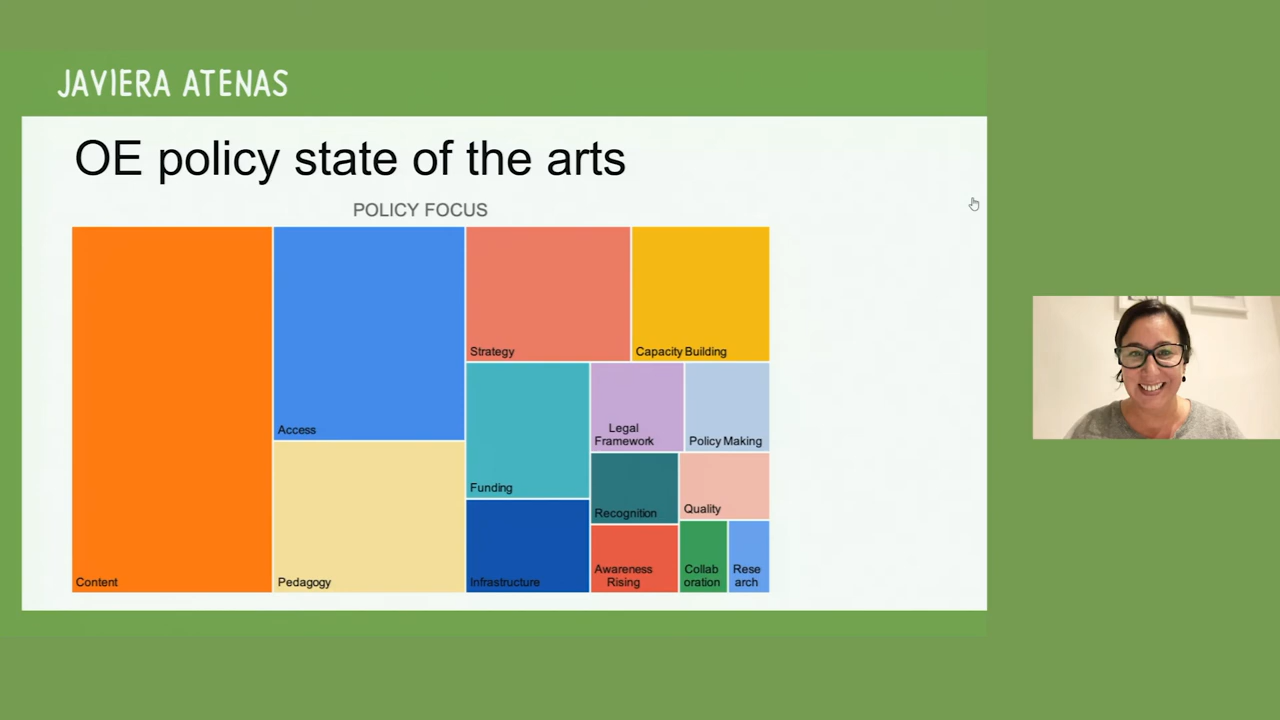 JAVIERA ATENAS
OE policy state of the arts
POLICY FOCUS
Content
Access
Pedagogy
Strategy
Capacity Building
Funding
Infrastructure
Legal
Framework
Policy Making
Recognition
Quality
Awareness
Rising
Collab
oration
Rese
arch